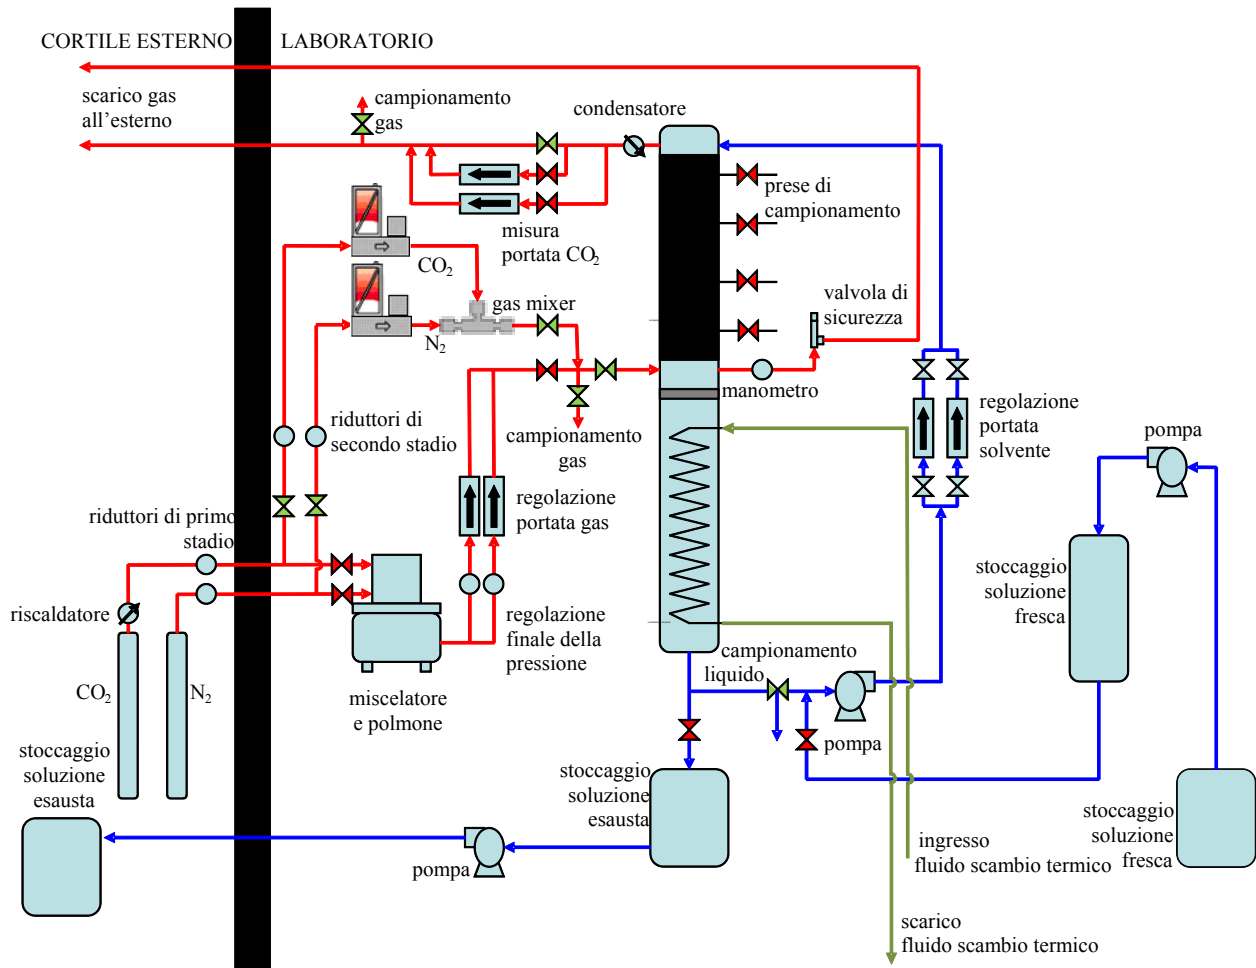 CORTILE ESTERNO
LABORATORIO
scarico gas
all'esterno
campionamento
gas
condensatore
prese di
campionamento
misura
portata CO₂
CO₂
gas mixer
N₂
valvola di
sicurezza
manometro
riduttori di
secondo stadio
campionamento
gas
regolazione
portata
solvente
pompa
riduttori di primo
stadio
regolazione
portata gas
stoccaggio
soluzione
fresca
riscaldatore
regolazione
finale della
pressione
CO₂
N₂
miscelatore
e polmone
campionamento
liquido
pompa
stoccaggio
soluzione
esausta
stoccaggio
soluzione
esausta
stoccaggio
soluzione
fresca
ingresso
fluido scambio termico
pompa
scarico
fluido scambio termico